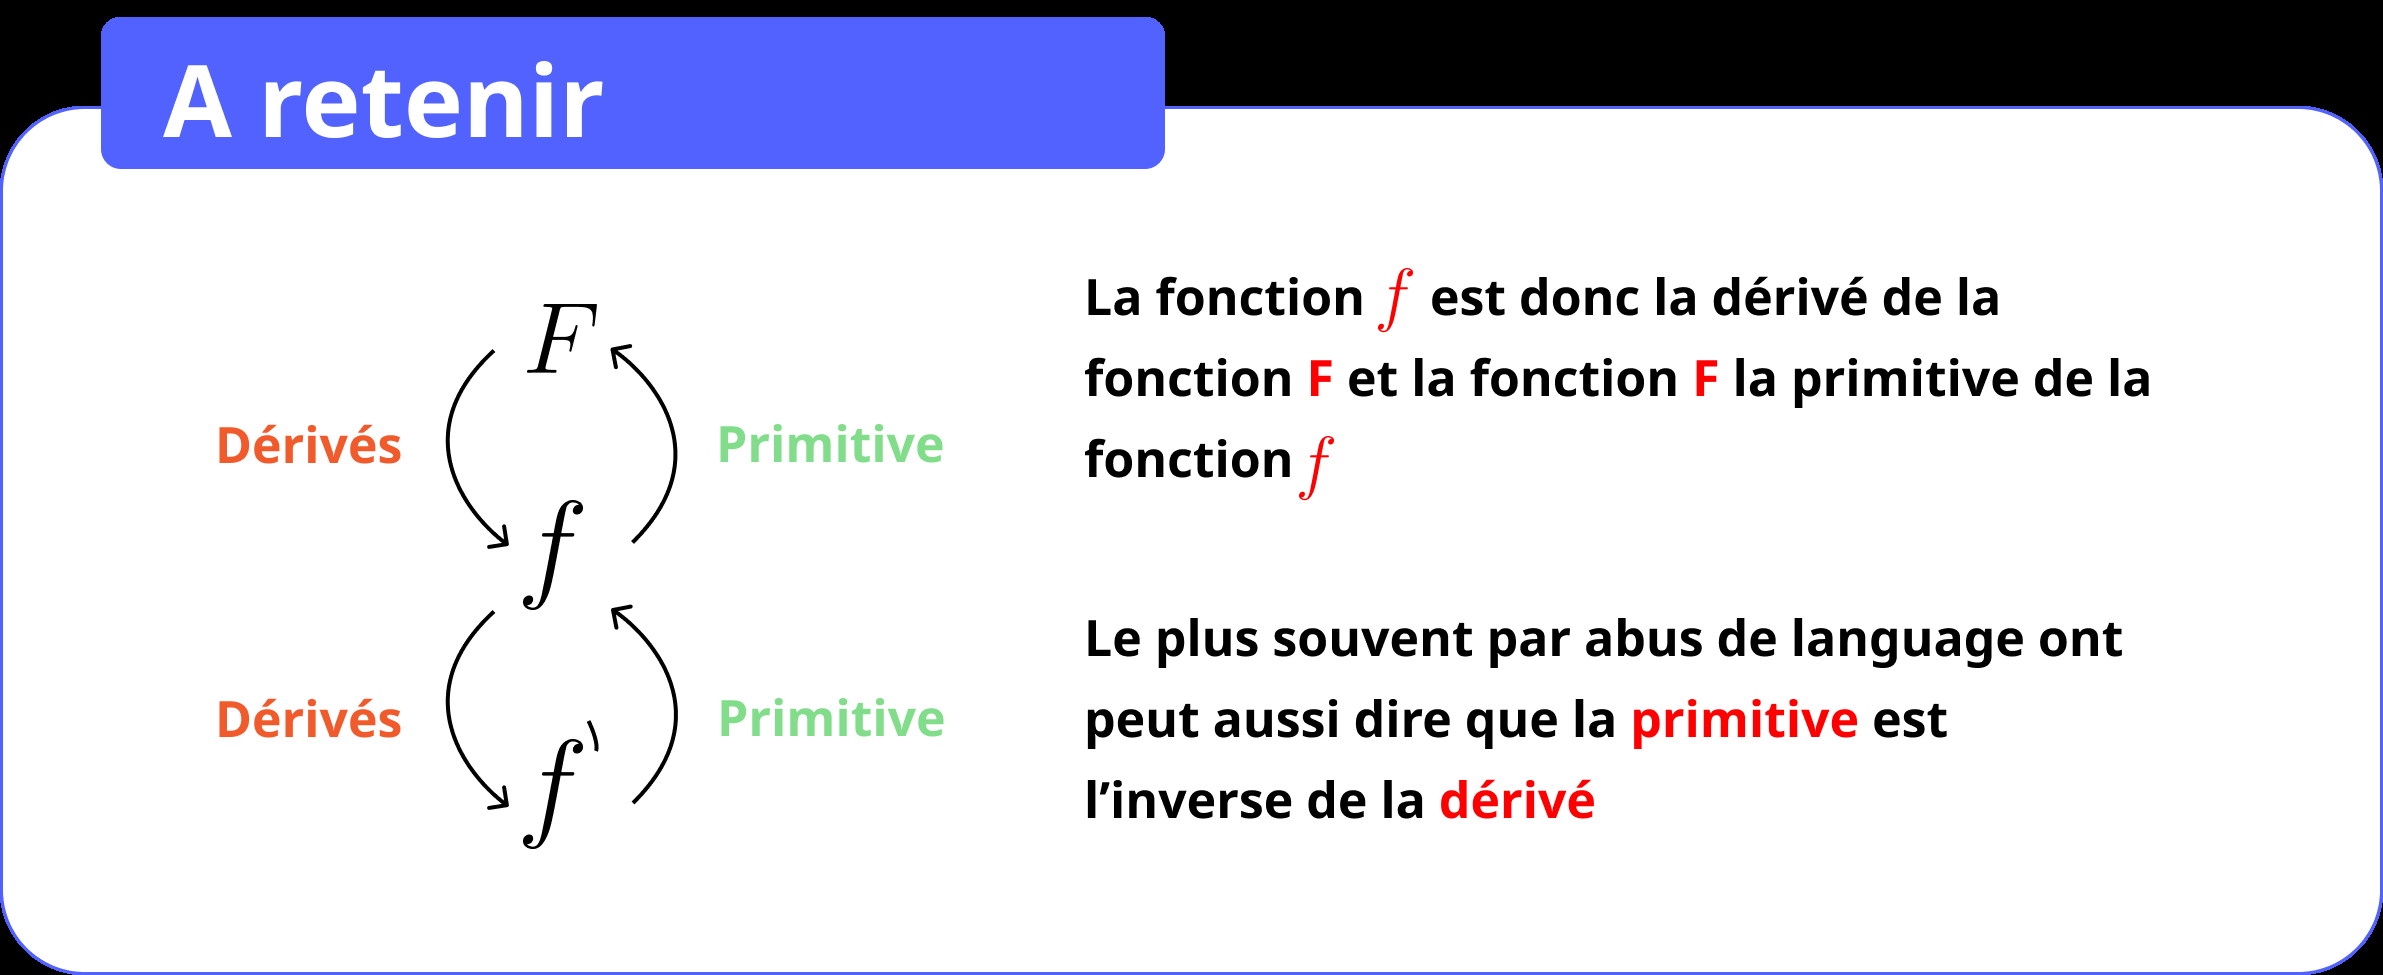 A retenir
F
Dérivés
Primitive
f
Dérivés
Primitive
f'
La fonction f est donc la dérivé de la
fonction F et la fonction F la primitive de la
fonction f
Le plus souvent par abus de language ont
peut aussi dire que la primitive est
l’inverse de la dérivé